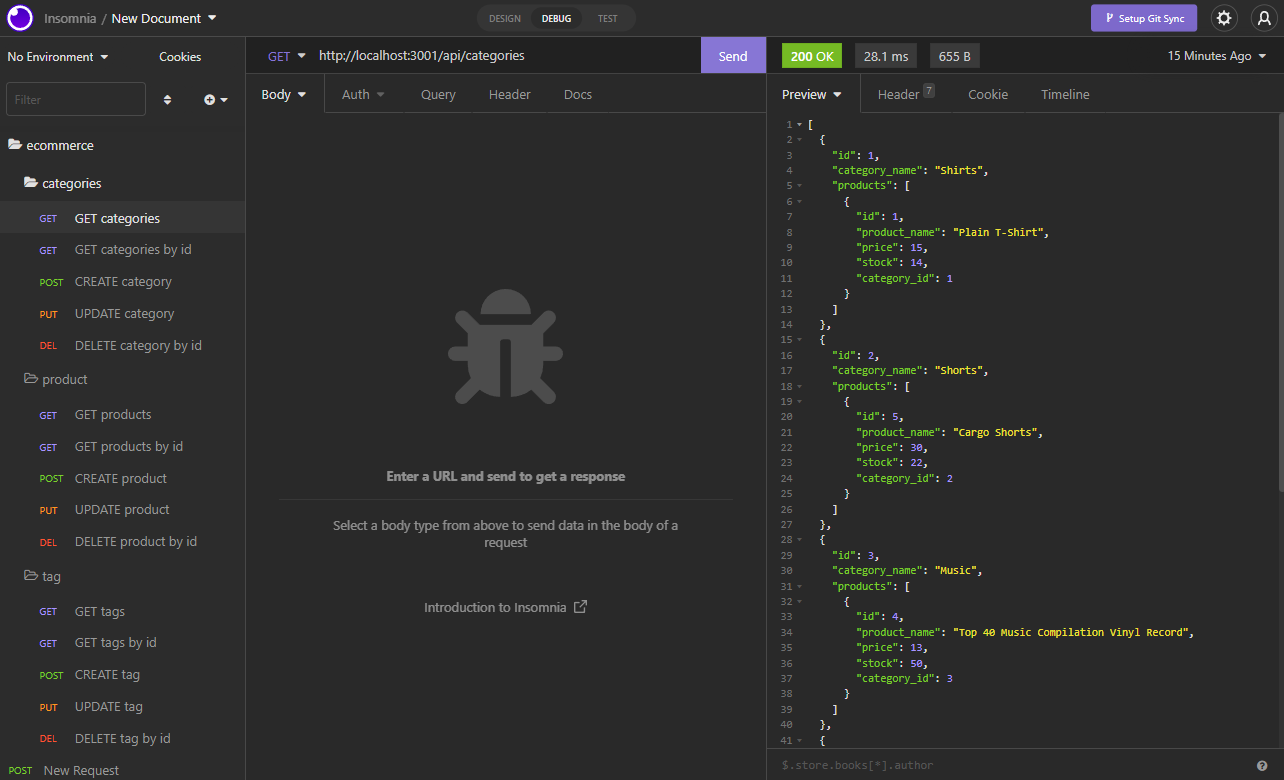 Insomnia / New Document
DESIGN DEBUG TEST
Setup Git Sync
No Environment Cookies
GET http://localhost:3001/api/categories Send
200 OK 28.1 ms 655 B 15 Minutes Ago
Filter
Body Auth Query Header Docs
Preview Header 7 Cookie Timeline
ecommerce
categories
GET GET categories
GET GET categories by id
POST CREATE category
PUT UPDATE category
DEL DELETE category by id
product
GET GET products
GET GET products by id
POST CREATE product
PUT UPDATE product
DEL DELETE product by id
tag
GET GET tags
GET GET tags by id
POST CREATE tag
PUT UPDATE tag
DEL DELETE tag by id
POST New Request
Enter a URL and send to get a response
Select a body type from above to send data in the body of a
request
Introduction to Insomnia
1 [
2 {
3 "id": 1,
4 "category_name": "Shirts",
5 "products": [
6 {
7 "id": 1,
8 "product_name": "Plain T-Shirt",
9 "price": 15,
10 "stock": 14,
11 "category_id": 1
12 }
13 ]
14 },
15 {
16 "id": 2,
17 "category_name": "Shorts",
18 "products": [
19 {
20 "id": 5,
21 "product_name": "Cargo Shorts",
22 "price": 30,
23 "stock": 22,
24 "category_id": 2
25 }
26 ]
27 },
28 {
29 "id": 3,
30 "category_name": "Music",
31 "products": [
32 {
33 "id": 4,
34 "product_name": "Top 40 Music Compilation Vinyl Record",
35 "price": 13,
36 "stock": 50,
37 "category_id": 3
38 }
39 ]
40 },
41 {
$.store.books[*].author